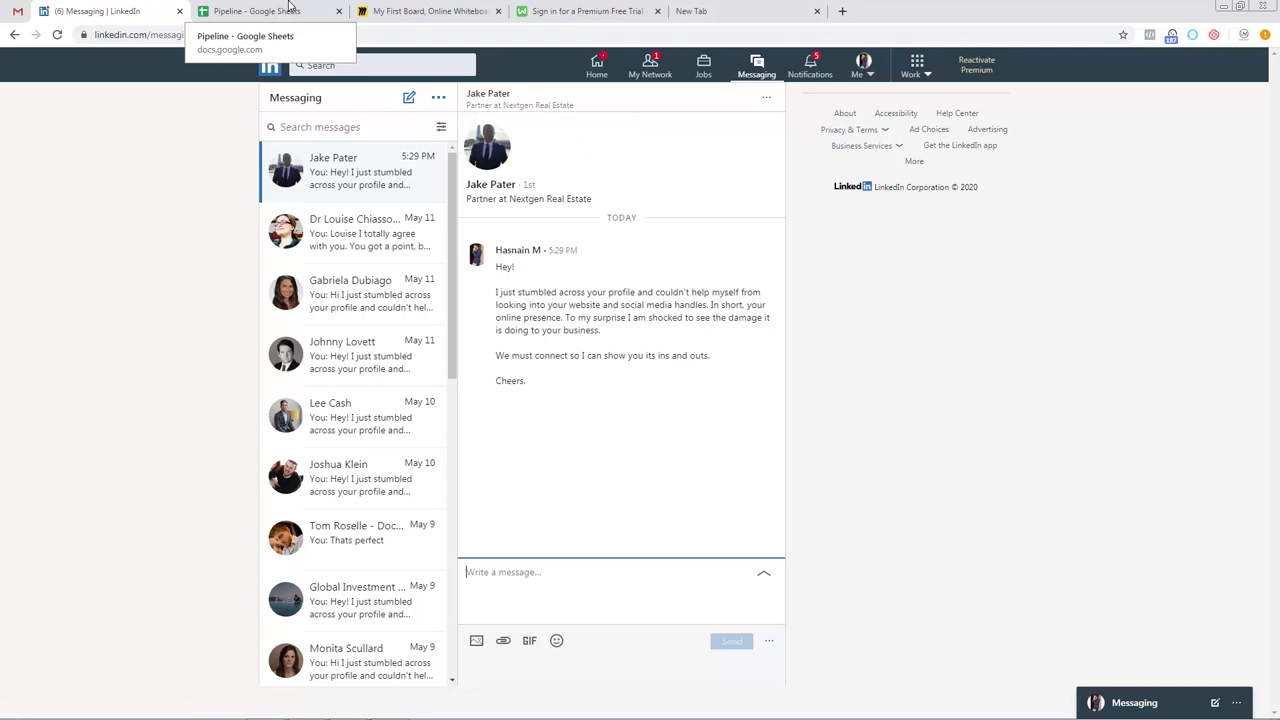 (6) Messaging | LinkedIn
Pipeline - Google Sheets
My First Board, Online Whiteboa
Sign in for a Premium Free Trial
New Tab
linkedin.com/messagi
Pipeline - Google Sheets
docs.google.com
Search
Home
1
My Network
Jobs
Messaging
5
Notifications
Me
Work
Reactivate
Premium
Messaging
Search messages
Jake Pater
5:29 PM
You: Hey! I just stumbled
across your profile and...
Dr Louise Chiasso...
May 11
You: Louise I totally agree
with you. You got a point, b...
Gabriela Dubiago
May 11
You: Hi I just stumbled across
your profile and couldn't hel...
Johnny Lovett
May 11
You: Hey! I just stumbled
across your profile and...
Lee Cash
May 10
You: Hey! I just stumbled
across your profile and...
Joshua Klein
May 10
You: Hey! I just stumbled
across your profile and...
Tom Roselle - Doc...
May 9
You: Thats perfect
Global Investment ...
May 9
You: Hey! I just stumbled
across your profile and...
Monita Scullard
May 9
You: Hi I just stumbled
across your profile and...
Jake Pater
Partner at Nextgen Real Estate
Jake Pater · 1st
Partner at Nextgen Real Estate
TODAY
Hasnain M • 5:29 PM
Hey!
I just stumbled across your profile and couldn't help myself from
looking into your website and social media handles. In short, your
online presence. To my surprise I am shocked to see the damage it
is doing to your business.
We must connect so I can show you its ins and outs.
Cheers.
Write a message...
GIF
Send
About
Accessibility
Help Center
Privacy & Terms
Ad Choices
Advertising
Business Services
Get the LinkedIn app
More
LinkedIn LinkedIn Corporation © 2020
Messaging